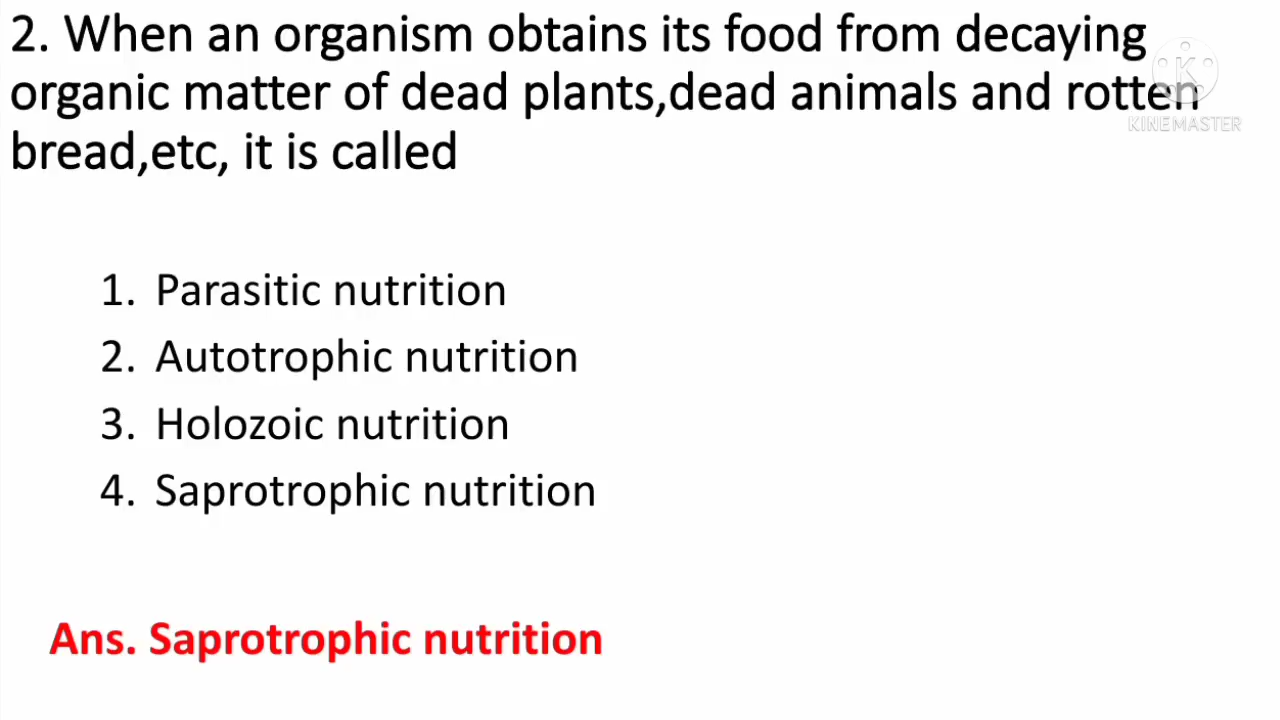 2. When an organism obtains its food from decaying
organic matter of dead plants,dead animals and rotten
bread,etc, it is called
K
KINEMASTER
1. Parasitic nutrition
2. Autotrophic nutrition
3. Holozoic nutrition
4. Saprotrophic nutrition
Ans. Saprotrophic nutrition